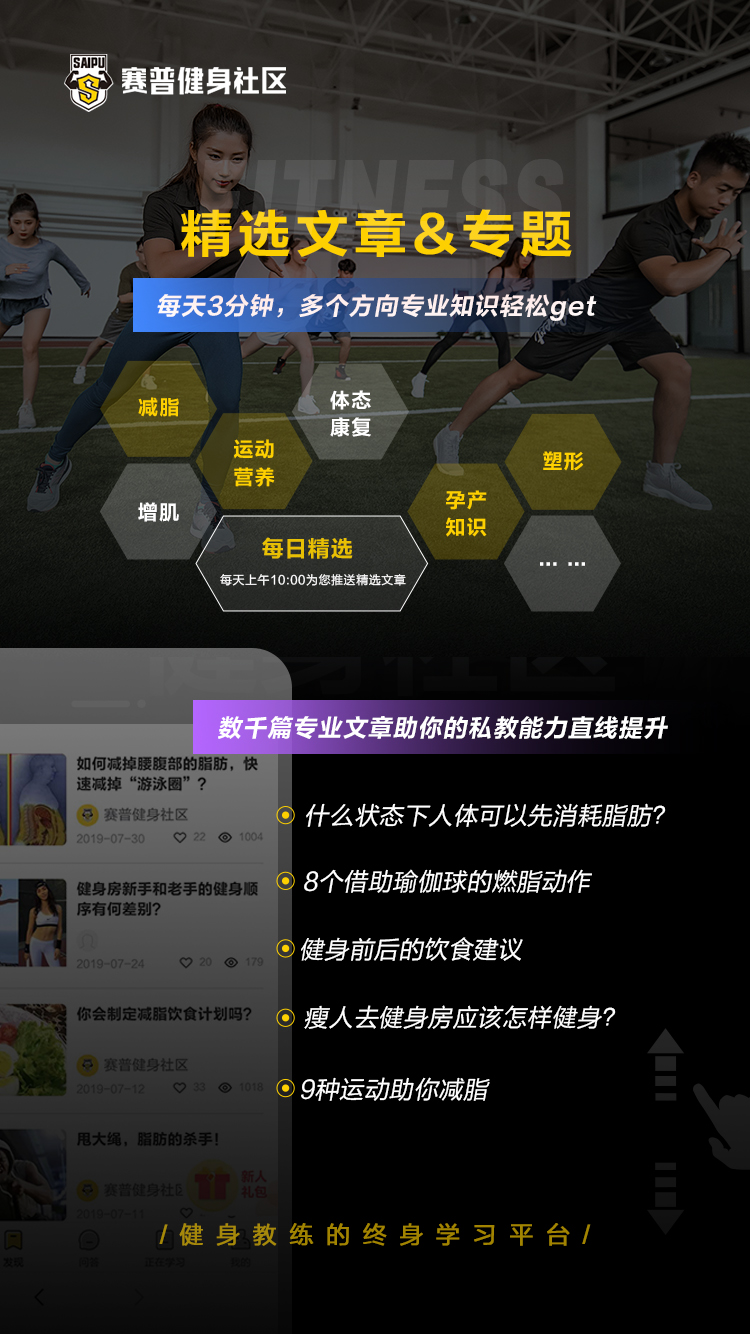 SAIPU
S
赛普健身社区
FITNESS
精选文章&专题
每天3分钟，多个方向专业知识轻松get
减脂
体态
康复
运动
营养
塑形
增肌
孕产
知识
每日精选
每天上午10:00为您推送精选文章
... ...
数千篇专业文章助你的私教能力直线提升
如何减掉腰腹部的脂肪，快
速减掉“游泳圈”？
赛普健身社区
2019-07-30 22 1004
健身房新手和老手的健身顺
序有何差别？
2019-07-24 20 179
你会制定减脂饮食计划吗？
赛普健身社区
2019-07-12 33 1018
甩大绳，脂肪的杀手！
赛普健身社区
2019-07-11
新人
礼包
什么状态下人体可以先消耗脂肪？
8个借助瑜伽球的燃脂动作
健身前后的饮食建议
瘦人去健身房应该怎样健身？
9种运动助你减脂
/健身教练的终身学习平台/
发现
正在学习